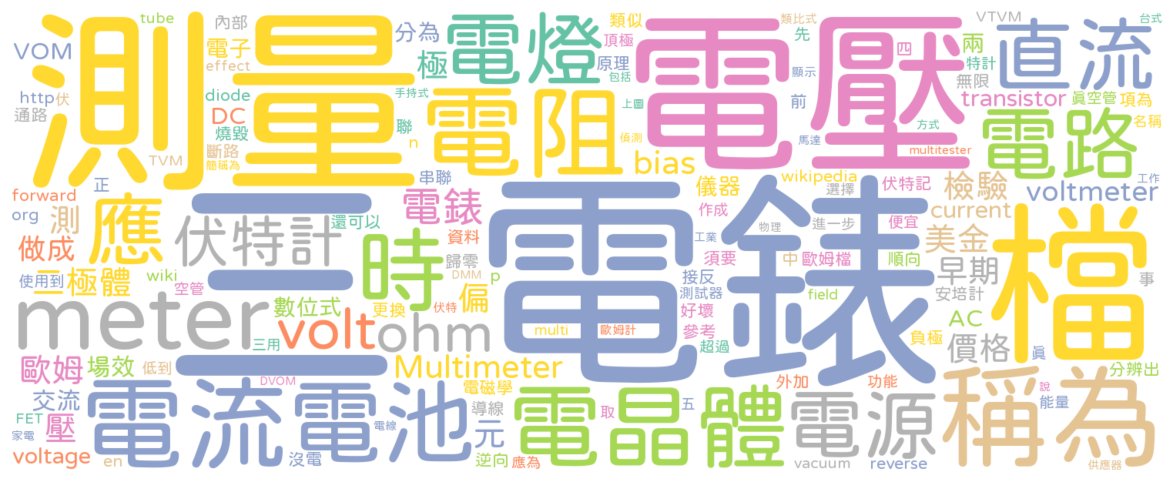 tube
內部
分為
類似
類比式
先
VTVM
台式
VOM
電子
effect
極
電燈
頂極
原理
包括
顯示
四
兩
特計
無限
直流
測量
電壓
http
伏
通路
diode
DC
燒毀
手持式
聯
n
電阻
上圖
偵測
前
馬達
方式
transistor
真空管
項為
名稱
電路
TVM
斷路
簡稱為
bias
multitester
forward
正
org
測
應
串聯
電錶
儀器
wikipedia
選擇
伏特記
檢驗
工作
voltmeter
做成
伏特計
還可以
時
資料
作成
物理
進一步
便宜
current
美金
檔
三
電錶
工業
須要
中
歐姆檔
順向
早期
使用到
二極體
wiki
空管
數位式
歸零
DMM
p
接反
測試器
field
安培計
事
meter
volt
更換
偏
伏特
好壞
AC
三用
ohm
multi
歐姆計
參考
超過
負極
價格
真
分辨出
歐姆
場效
低到
Multimeter
外加
功能
說
能量
交流
DVOM
電磁學
導線
取
五
稱為
FET
壓
電流
電池
電線
元
電晶體
電源
家電
voltage
en
沒電
逆向
應為
vacuum
reverse
供應器